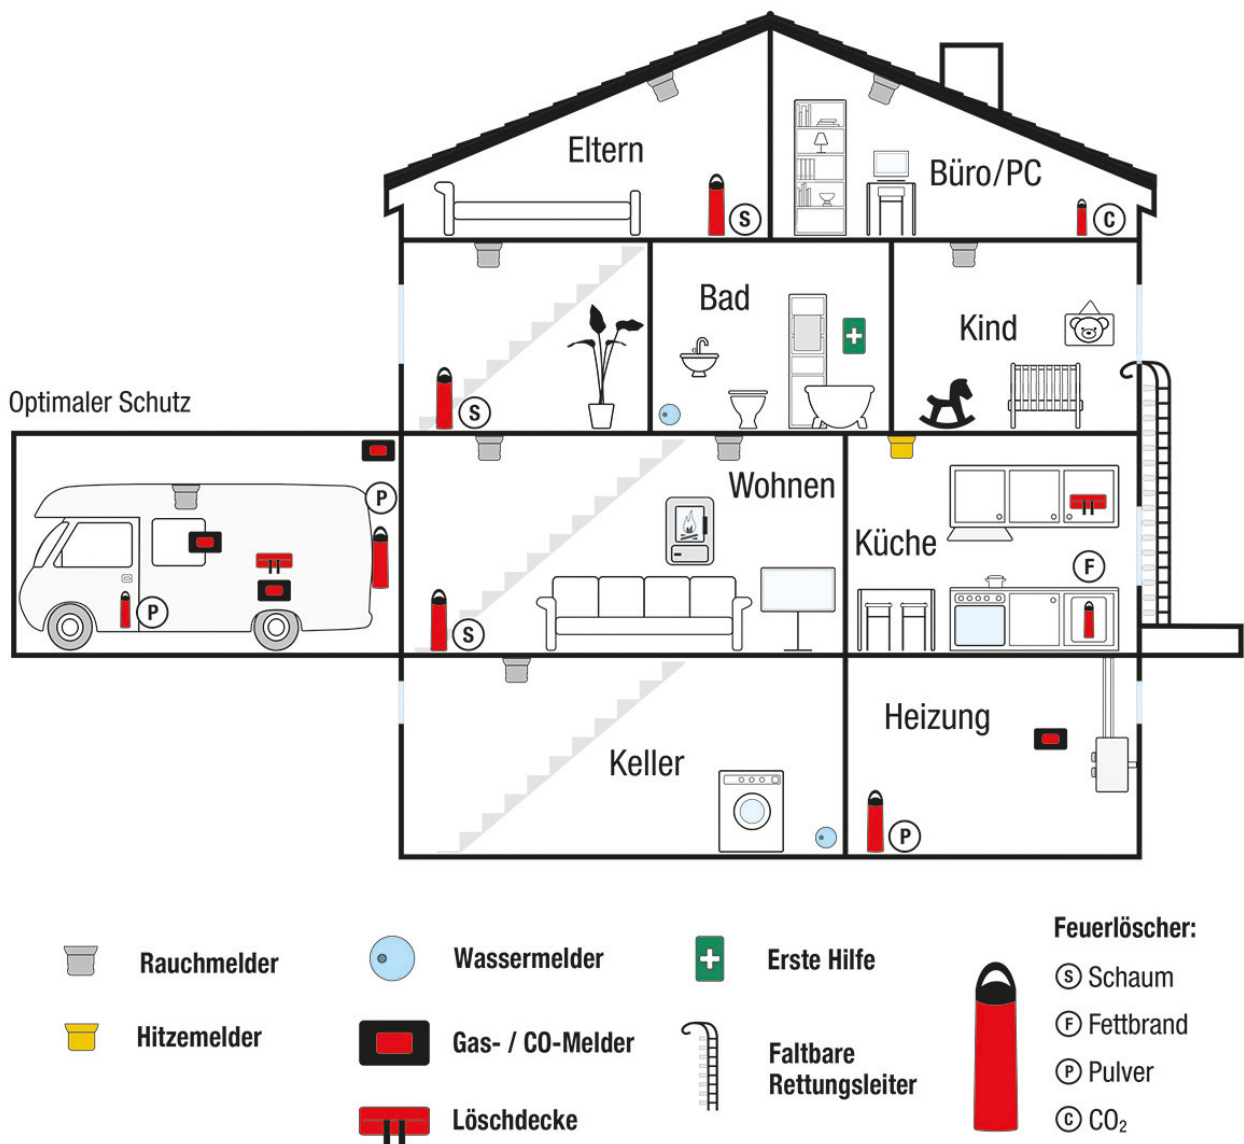 Eltern
Büro/PC
S
C
Bad
Kind
S
Optimaler Schutz
P
Wohnen
Küche
F
P
S
Heizung
Keller
P
Rauchmelder
Wassermelder
Erste Hilfe
Feuerlöscher:
S Schaum
Hitzemelder
Gas- / CO-Melder
Faltbare
Rettungsleiter
F Fettbrand
P Pulver
Löschdecke
C CO₂